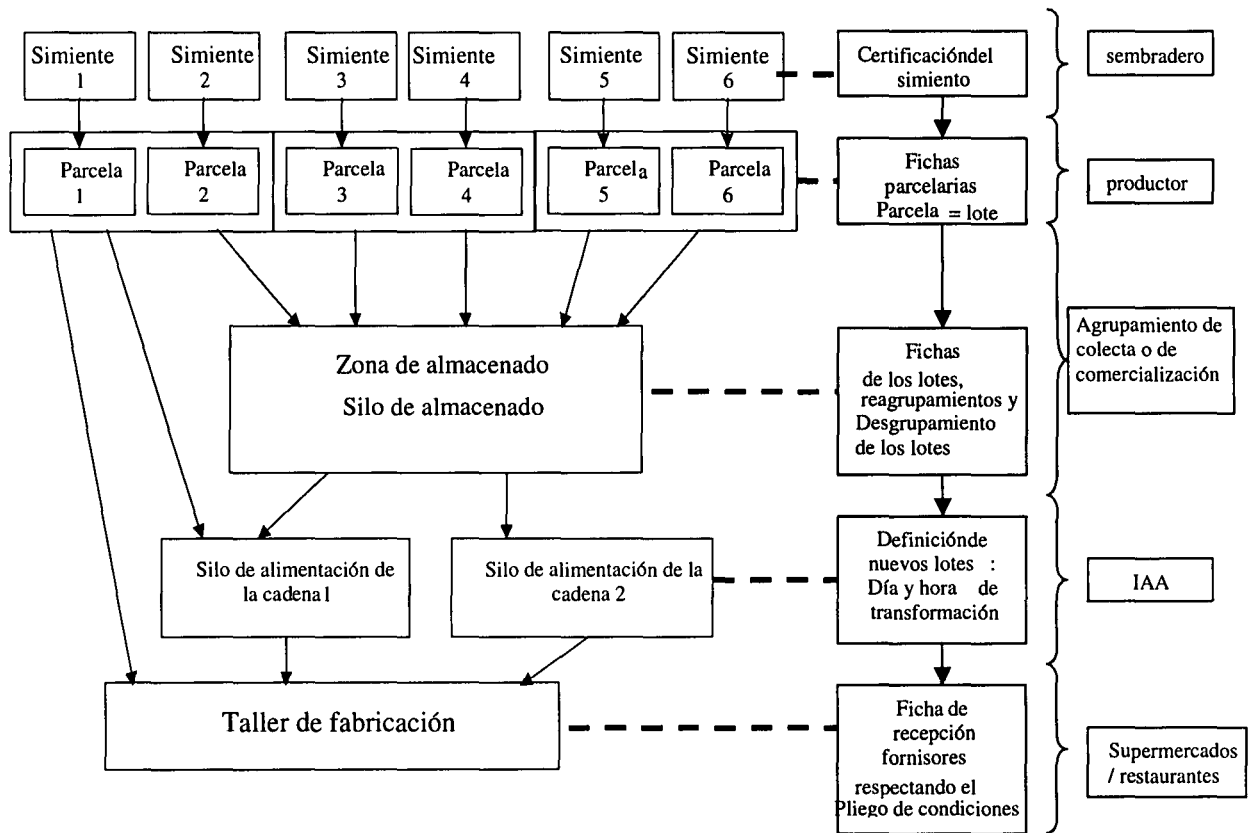 Simiente
1
Simiente
2
Simiente
3
Simiente
4
Simiente
5
Simiente
6
Certificacióndel
simiento
sembradero
Parcela
1
Parcela
2
Parcela
3
Parcela
4
Parcela
5
Parcela
6
Fichas
parcelarias
Parcela = lote
productor
Zona de almacenado
Silo de almacenado
Fichas
de los lotes,
reagrupamientos y
Desgrupamiento
de los lotes
Agrupamiento de
colecta o de
comercialización
Silo de alimentación de
la cadena1
Silo de alimentación de la
cadena 2
Definiciónde
nuevos lotes :
Día y hora de
transformación
IAA
Taller de fabricación
Ficha de
recepción
fornisores
respectando el
Pliego de condiciones
Supermercados
/ restaurantes